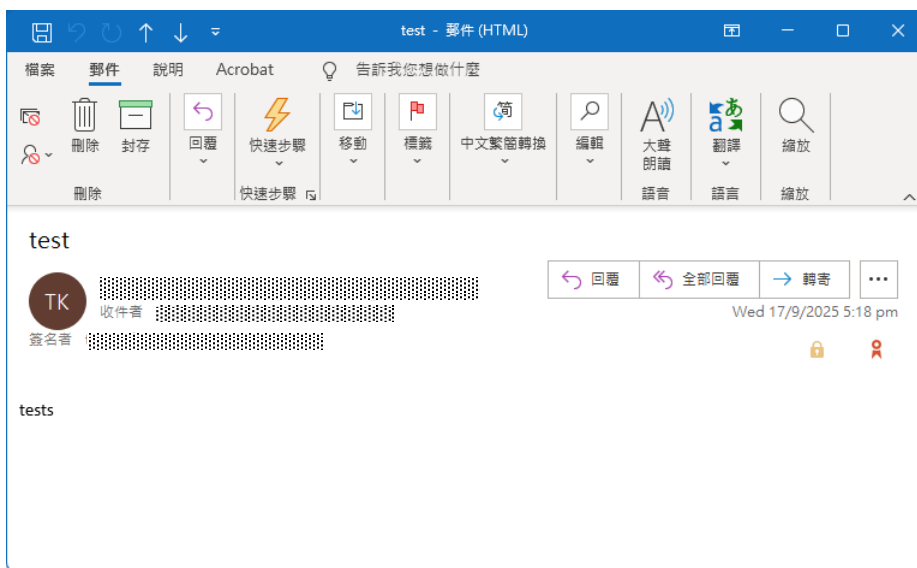 test - 郵件 (HTML)
檔案 郵件 說明 Acrobat 告訴我您想做什麼
刪除 封存 回覆 快速步驟 移動 標籤 中文繁簡轉換 編輯 大聲朗讀 翻譯 縮放
簡
あ
a
刪除 快速步驟 語音 語言 縮放
test
回覆 全部回覆 轉寄
TK
收件者
Wed 17/9/2025 5:18 pm
簽名者
tests